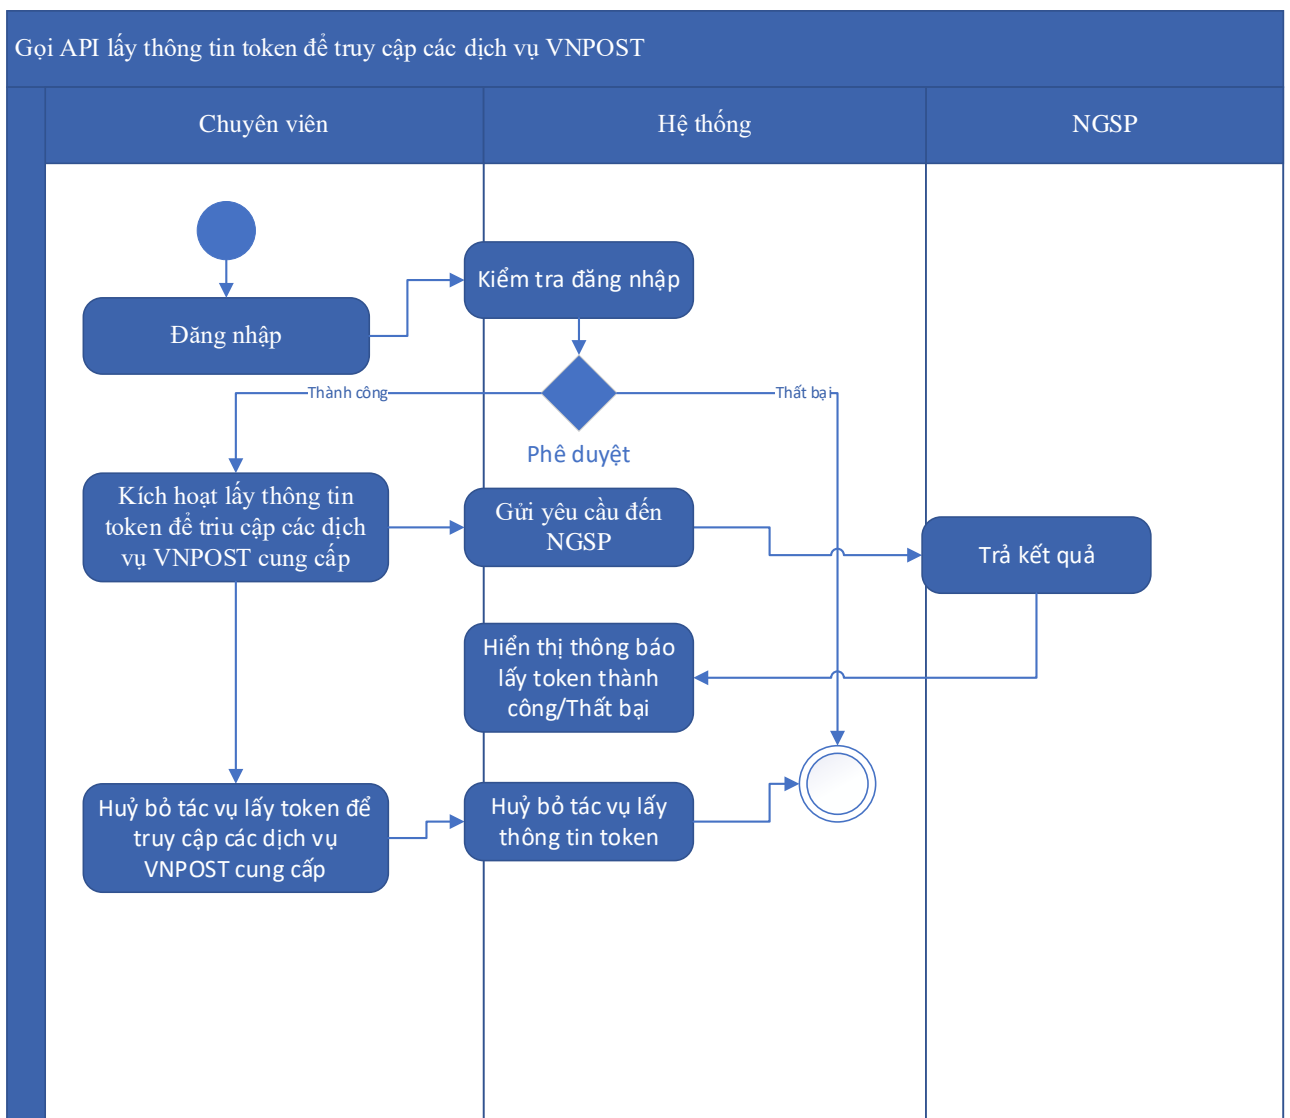 Gọi API lấy thông tin token để truy cập các dịch vụ VNPOST
Chuyên viên
Hệ thống
NGSP
Kiểm tra đăng nhập
Đăng nhập
Thành công
Thất bại
Phê duyệt
Kích hoạt lấy thông tin
token để triu cập các dịch
vụ VNPOST cung cấp
Gửi yêu cầu đến
NGSP
Trả kết quả
Hiển thị thông báo
lấy token thành
công/Thất bại
Huỷ bỏ tác vụ lấy token để
truy cập các dịch vụ
VNPOST cung cấp
Huỷ bỏ tác vụ lấy
thông tin token